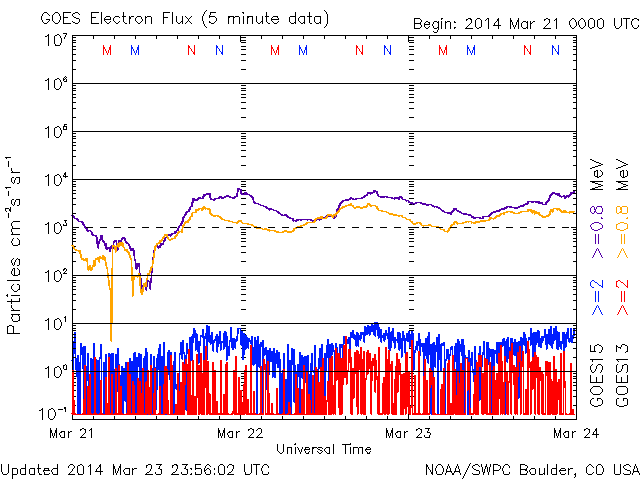 GOES Electron Flux (5 minute data)
Begin: 2014 Mar 21 0000 UTC
M M N N M M N N M M N N
10⁷
10⁶
10⁵
10⁴
10³
10²
10¹
10⁰
10⁻¹
Particles cm⁻²s⁻¹sr⁻¹
Mar 21 Mar 22 Mar 23 Mar 24
Universal Time
GOES15 >=2 >=0.8 MeV
GOES13 >=2 >=0.8 MeV
Updated 2014 Mar 23 23:56:02 UTC
NOAA/SWPC Boulder, CO USA